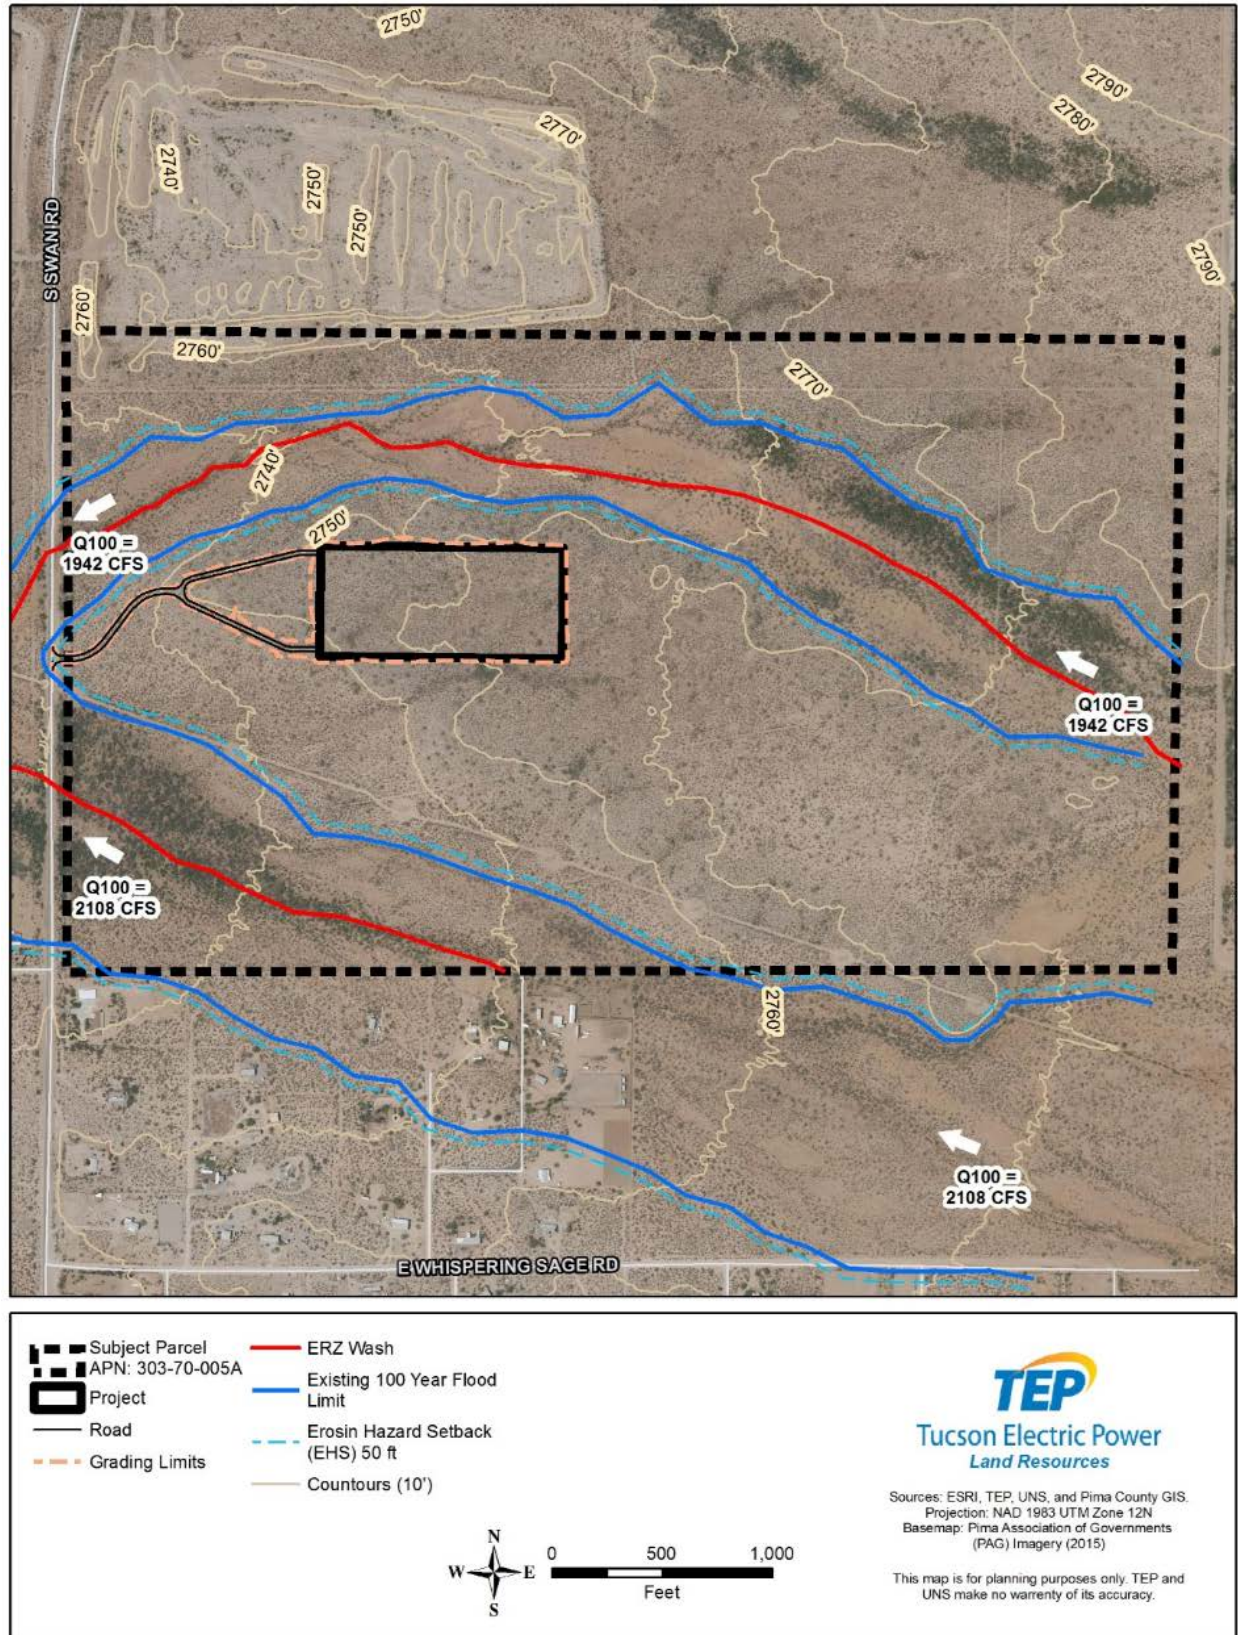 2750'
2790'
2780'
2770'
2740'
2750'
2750'
S SWAN RD
2790'
2760'
2760'
2770'
2740'
2750'
Q100 =
1942 CFS
Q100 =
1942 CFS
Q100 =
2108 CFS
2760'
Q100 =
2108 CFS
E WHISPERING SAGE RD
Subject Parcel
APN: 303-70-005A
Project
Road
Grading Limits
ERZ Wash
Existing 100 Year Flood
Limit
Erosin Hazard Setback
(EHS) 50 ft
Countours (10')
N
W
E
S
0
500
1,000
Feet
TEP
Tucson Electric Power
Land Resources
Sources: ESRI, TEP, UNS, and Pima County GIS.
Projection: NAD 1983 UTM Zone 12N
Basemap: Pima Association of Governments
(PAG) Imagery (2015)
This map is for planning purposes only. TEP and
UNS make no warrenty of its accuracy.